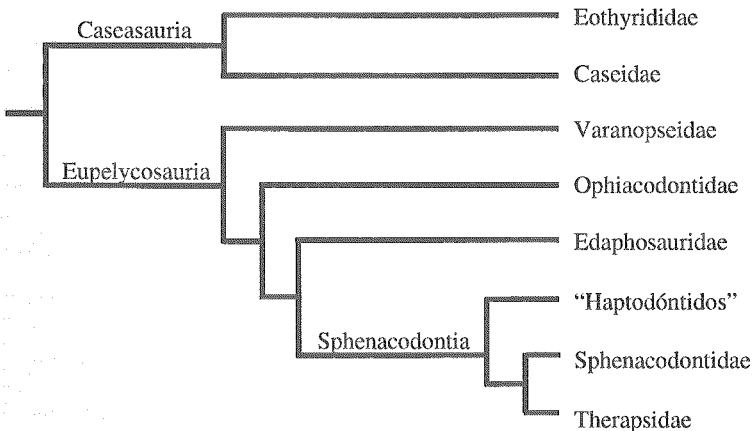 Eothyrididae
Caseasauria
Caseidae
Varanopseidae
Eupelycosauria
Ophiacodontidae
Edaphosauridae
“Haptodóntidos”
Sphenacodontia
Sphenacodontidae
Therapsidae